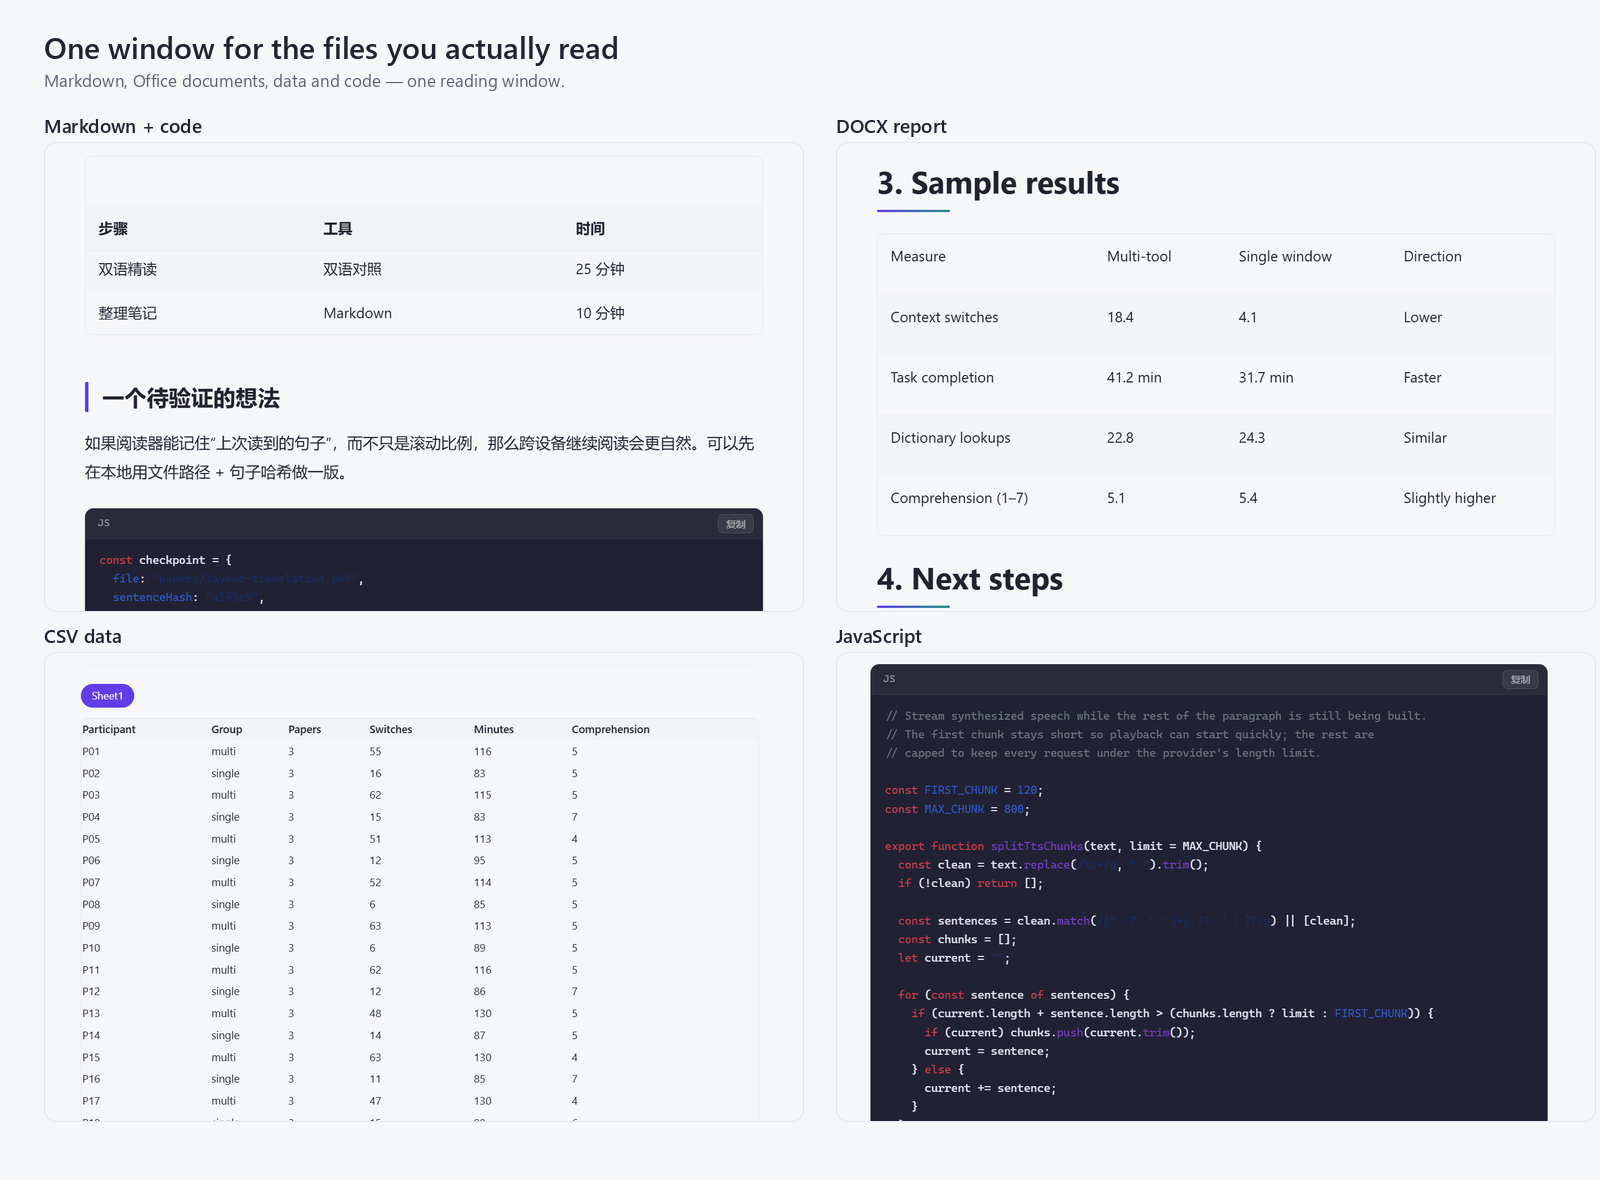 One window for the files you actually read
Markdown, Office documents, data and code — one reading window.
Markdown + code
步骤 工具 时间
双语精读 双语对照 25 分钟
整理笔记 Markdown 10 分钟
一个待验证的想法
如果阅读器能记住“上次读到的句子”，而不只是滚动比例，那么跨设备继续阅读会更自然。可以先
在本地用文件路径 + 句子哈希做一版。
JS 复制
const checkpoint = {
file: "papers/layout-translation.pdf",
sentenceHash: "a1f3c9",
DOCX report
3. Sample results
Measure Multi-tool Single window Direction
Context switches 18.4 4.1 Lower
Task completion 41.2 min 31.7 min Faster
Dictionary lookups 22.8 24.3 Similar
Comprehension (1–7) 5.1 5.4 Slightly higher
4. Next steps
CSV data
Sheet1
Participant Group Papers Switches Minutes Comprehension
P01 multi 3 55 116 5
P02 single 3 16 83 5
P03 multi 3 62 115 5
P04 single 3 15 83 7
P05 multi 3 51 113 4
P06 single 3 12 95 5
P07 multi 3 52 114 5
P08 single 3 6 85 5
P09 multi 3 63 113 5
P10 single 3 6 89 5
P11 multi 3 62 116 5
P12 single 3 12 86 7
P13 multi 3 48 130 5
P14 single 3 14 87 5
P15 multi 3 63 130 4
P16 single 3 11 85 7
P17 multi 3 47 130 4
JavaScript
JS 复制
// Stream synthesized speech while the rest of the paragraph is still being built.
// The first chunk stays short so playback can start quickly; the rest are
// capped to keep every request under the provider's length limit.
const FIRST_CHUNK = 120;
const MAX_CHUNK = 800;
export function splitTtsChunks(text, limit = MAX_CHUNK) {
const clean = text.replace(/\s+/g, " ").trim();
if (!clean) return [];
const sentences = clean.match( ) || [clean];
const chunks = [];
let current = "";
for (const sentence of sentences) {
if (current.length + sentence.length > (chunks.length ? limit : FIRST_CHUNK)) {
if (current) chunks.push(current.trim());
current = sentence;
} else {
current += sentence;
}